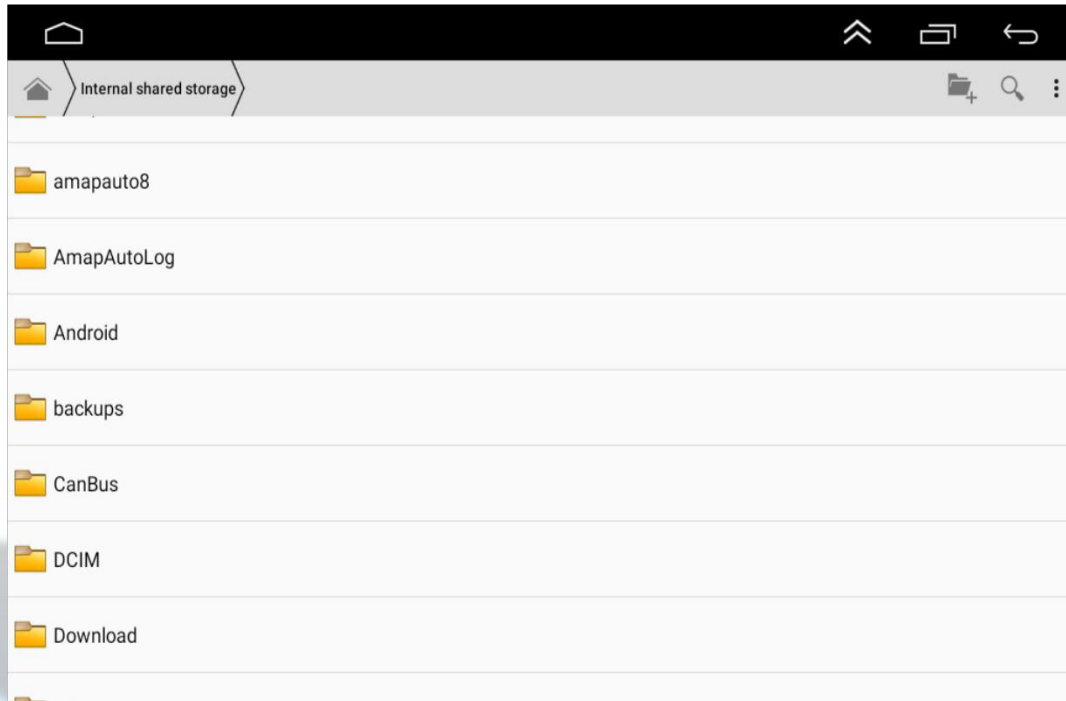 Internal shared storage
amapauto8
AmapAutoLog
Android
backups
CanBus
DCIM
Download